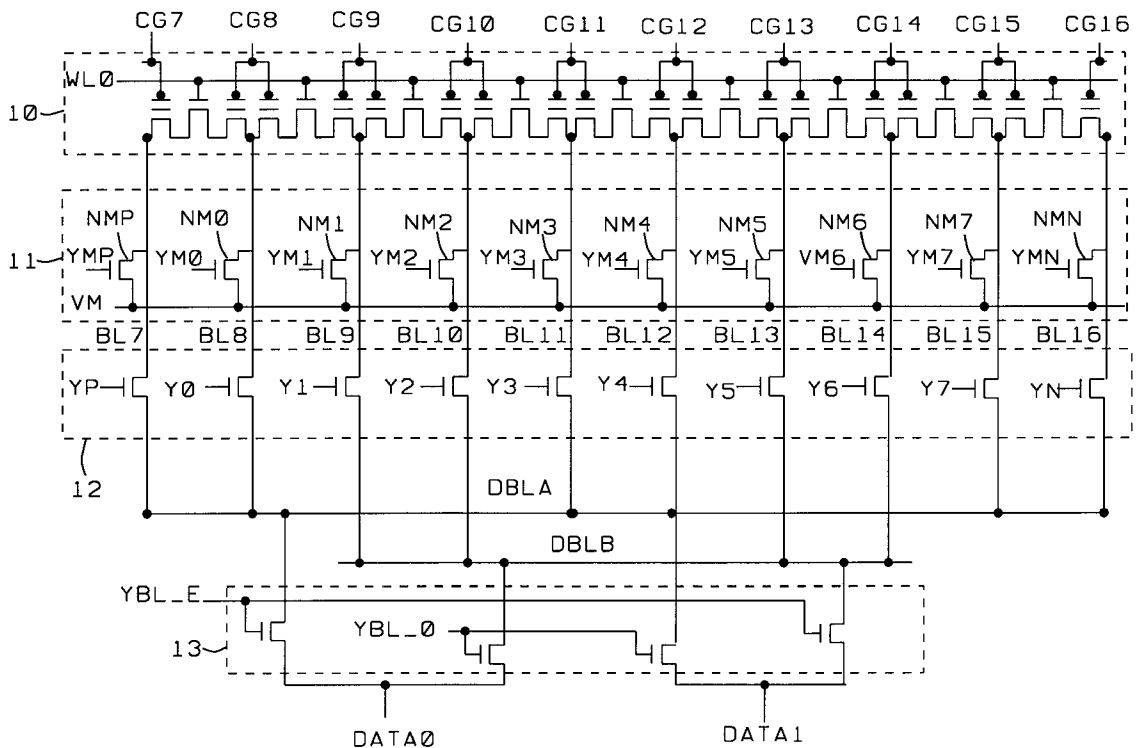 CG7 CG8 CG9 CG10 CG11 CG12 CG13 CG14 CG15 CG16
WL0
10
NMP NM0 NM1 NM2 NM3 NM4 NM5 NM6 NM7 NMN
11
YMP YM0 YM1 YM2 YM3 YM4 YM5 VM6 YM7 YMN
VM
BL7 BL8 BL9 BL10 BL11 BL12 BL13 BL14 BL15 BL16
YP Y0 Y1 Y2 Y3 Y4 Y5 Y6 Y7 YN
12
DBLA
DBLB
YBL_E
YBL_0
13
DATA0 DATA1